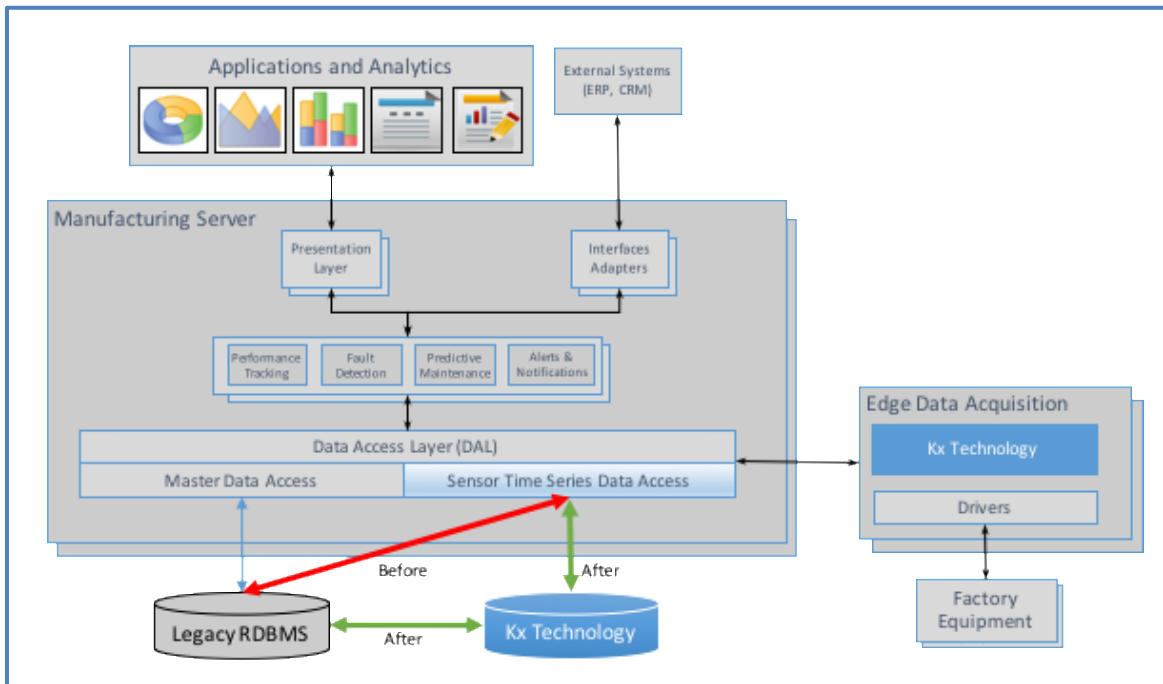 Applications and Analytics
External Systems
(ERP, CRM)
Manufacturing Server
Presentation
Layer
Interfaces
Adapters
Performance
Tracking
Fault
Detection
Predictive
Maintenance
Alerts &
Notifications
Edge Data Acquisition
Kx Technology
Drivers
Data Access Layer (DAL)
Master Data Access
Sensor Time Series Data Access
Before
After
Legacy RDBMS
After
Kx Technology
Factory
Equipment